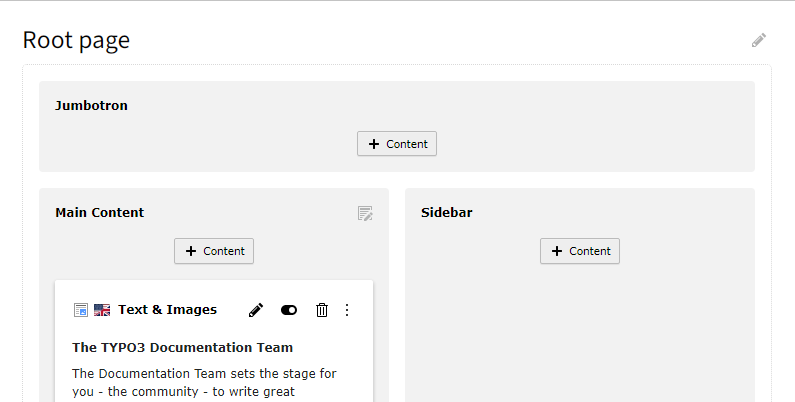 Root page
Jumbotron
+ Content
Main Content
Sidebar
+ Content
+ Content
Text & Images
The TYPO3 Documentation Team
The Documentation Team sets the stage for
you - the community - to write great